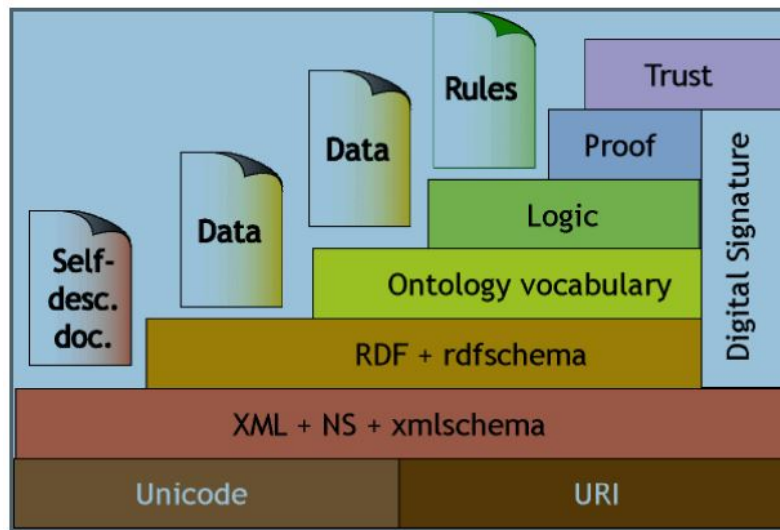 Rules
Trust
Data
Proof
Data
Logic
Self-
desc.
doc.
Ontology vocabulary
Digital Signature
RDF + rdfschema
XML + NS + xmlschema
Unicode
URI